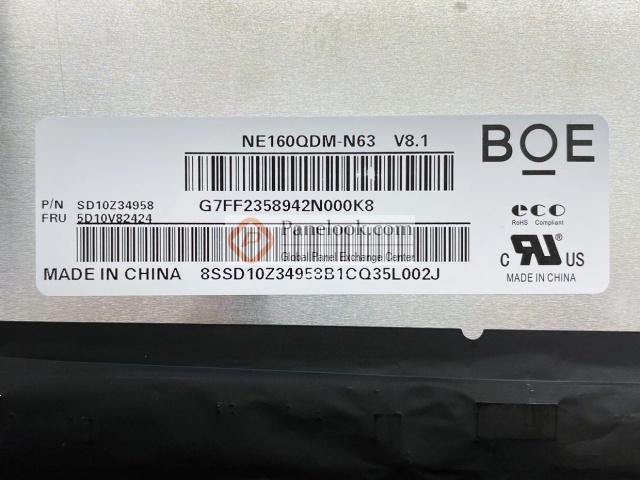 NE160QDM-N63 V8.1
BOE
P/N SD10Z34958
FRU 5D10V82424
G7FF2358942N000K8
eco
RoHS Compliant
Panelook.com
Global Panel Exchange Center
MADE IN CHINA 8SSD10Z34958B1CQ35L002J
c RU US
MADE IN CHINA